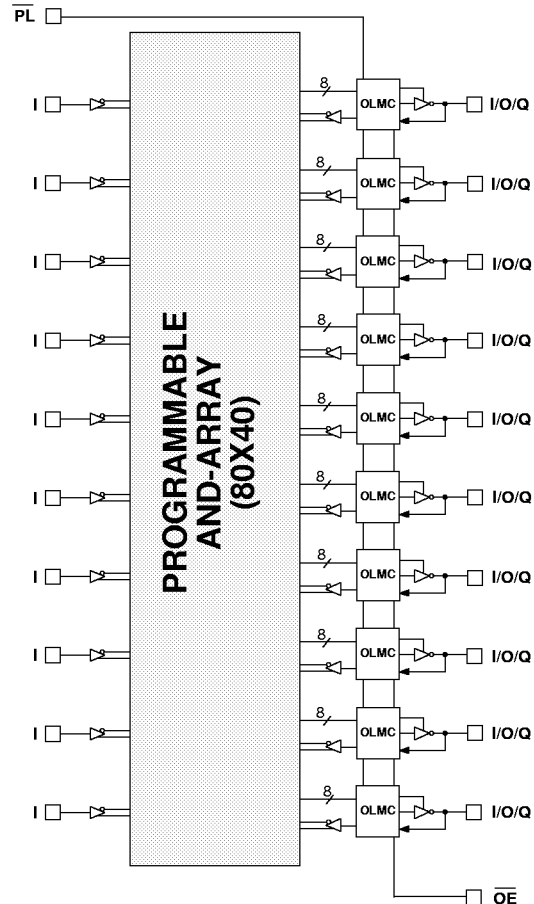 PL
I 8 OLMC I/O/Q
I 8 OLMC I/O/Q
I 8 OLMC I/O/Q
I 8 OLMC I/O/Q
I 8 OLMC I/O/Q
I 8 OLMC I/O/Q
I 8 OLMC I/O/Q
I 8 OLMC I/O/Q
I 8 OLMC I/O/Q
I 8 OLMC I/O/Q
PROGRAMMABLE
AND-ARRAY
(80X40)
OE